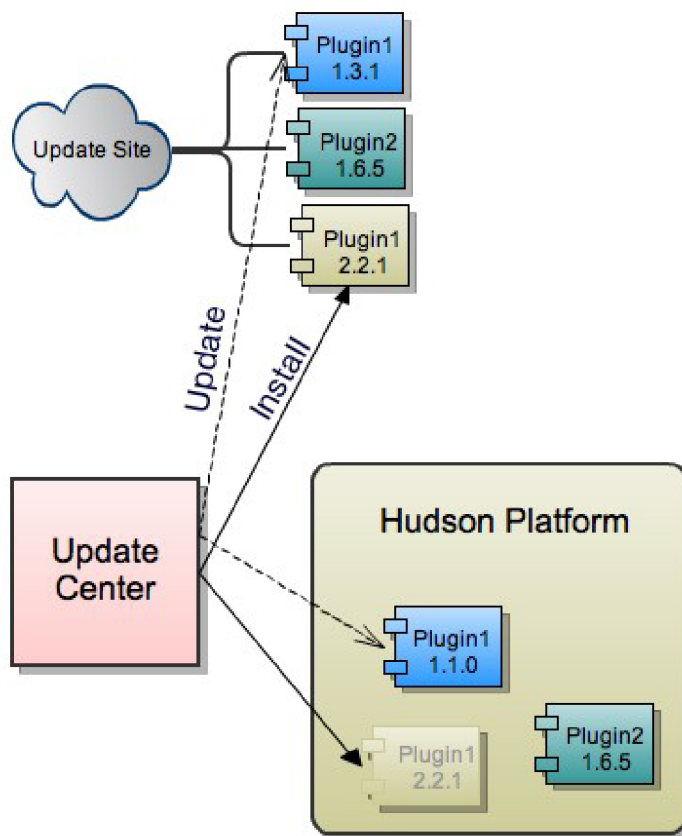 Plugin1
1.3.1
Update Site
Plugin2
1.6.5
Plugin1
2.2.1
Update
Install
Update
Center
Hudson Platform
Plugin1
1.1.0
Plugin2
1.6.5
Plugin1
2.2.1